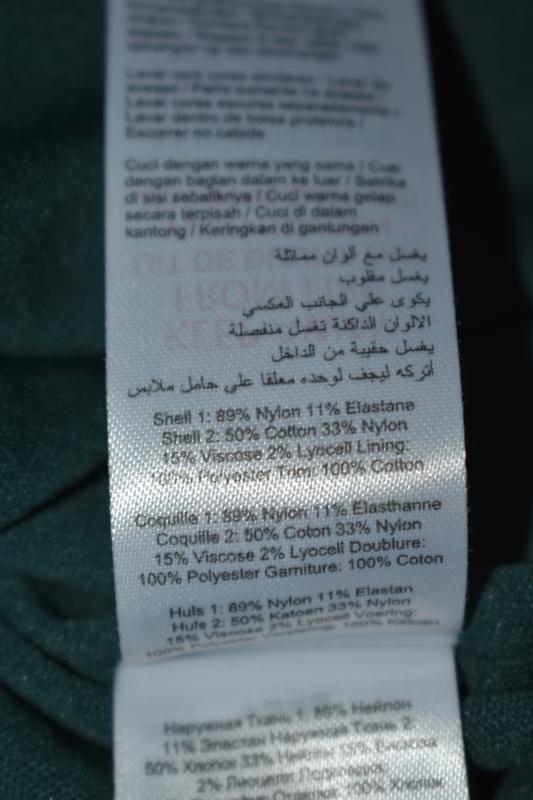 Lavar com cores similares / Lavar do
avesso / Ferro somente no avesso /
Lavar cores escuras separadamente /
Lavar dentro de bolsa protetora /
Escorrer no cabide
Cuci dengan warna yang sama / Cuci
dengan bagian dalam ke luar / Setrika
di sisi sebaliknya / Cuci warna gelap
secara terpisah / Cuci di dalam
kantong / Keringkan di gantungan
يغسل مع ألوان مماثلة
يغسل مقلوب
يكوى علي الجانب العكسي
الالوان الداكنة تغسل منفصلة
يغسل حقيبة من الداخل
أتركه ليجف لوحده معلقا على حامل ملابس
Shell 1: 89% Nylon 11% Elastane
Shell 2: 50% Cotton 33% Nylon
15% Viscose 2% Lyocell Lining:
100% Polyester Trim: 100% Cotton
Coquille 1: 89% Nylon 11% Elasthanne
Coquille 2: 50% Coton 33% Nylon
15% Viscose 2% Lyocell Doublure:
100% Polyester Garniture: 100% Coton
Huls 1: 89% Nylon 11% Elastan
Huls 2: 50% Katoen 33% Nylon
15% Viscose 2% Lyocell Voering:
100% Polyester Versiering: 100% Katoen
Наружная Ткань 1: 89% Нейлон
11% Эластан Наружная Ткань 2:
50% Хлопок 33% Нейлон 15% Вискоза
2% Лиоцелл Подкладка:
100% Хлопок